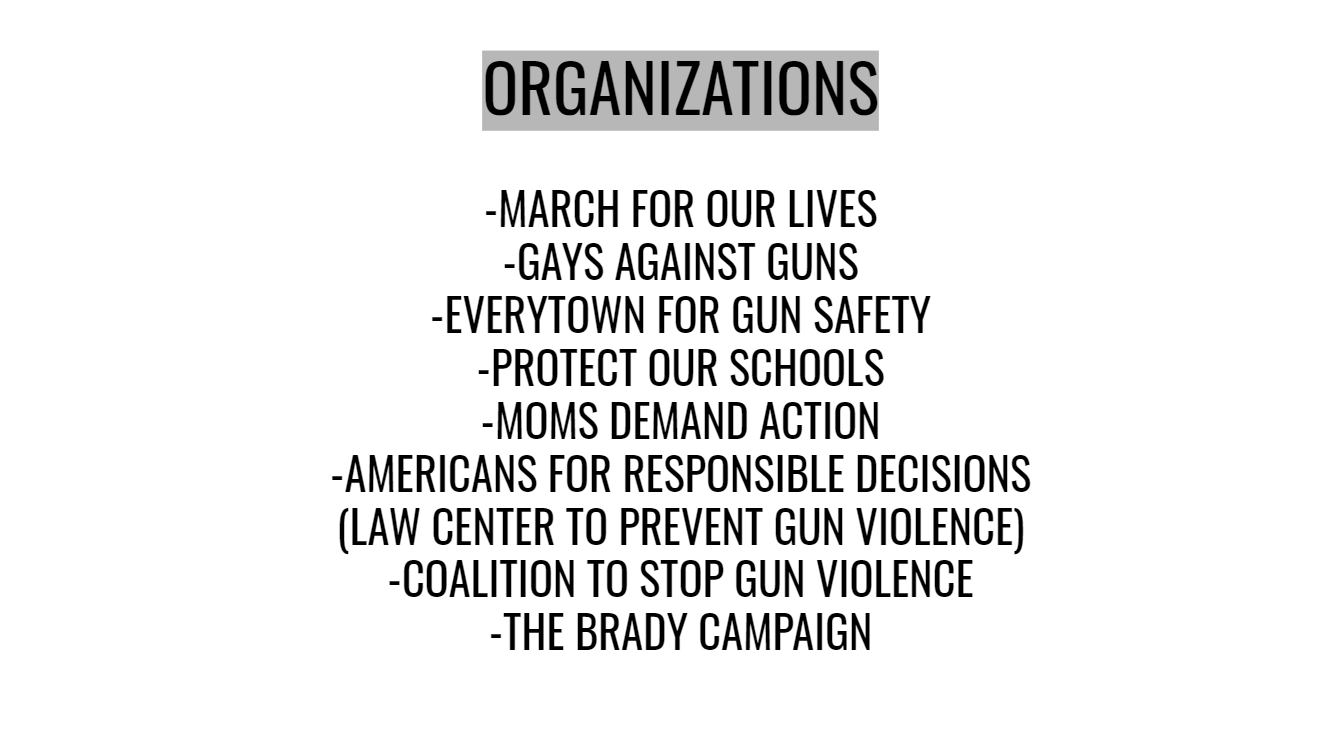 ORGANIZATIONS
-MARCH FOR OUR LIVES
-GAYS AGAINST GUNS
-EVERYTOWN FOR GUN SAFETY
-PROTECT OUR SCHOOLS
-MOMS DEMAND ACTION
-AMERICANS FOR RESPONSIBLE DECISIONS
(LAW CENTER TO PREVENT GUN VIOLENCE)
-COALITION TO STOP GUN VIOLENCE
-THE BRADY CAMPAIGN